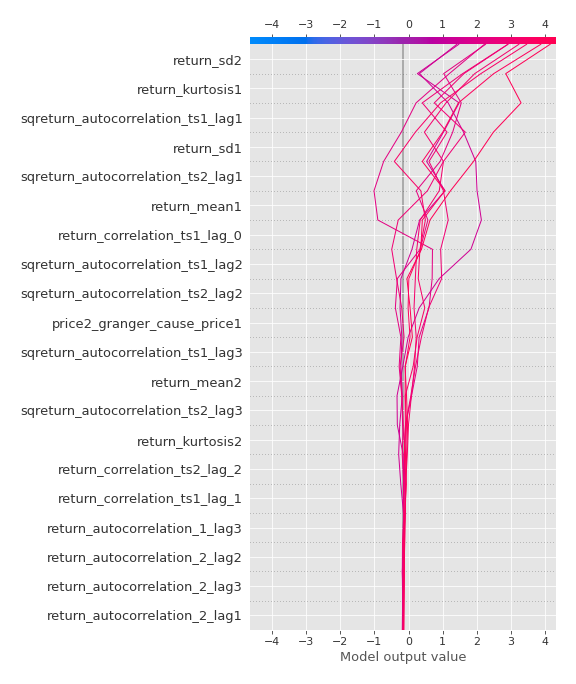 −4 −3 −2 −1 0 1 2 3 4
return_sd2
return_kurtosis1
sqreturn_autocorrelation_ts1_lag1
return_sd1
sqreturn_autocorrelation_ts2_lag1
return_mean1
return_correlation_ts1_lag_0
sqreturn_autocorrelation_ts1_lag2
sqreturn_autocorrelation_ts2_lag2
price2_granger_cause_price1
sqreturn_autocorrelation_ts1_lag3
return_mean2
sqreturn_autocorrelation_ts2_lag3
return_kurtosis2
return_correlation_ts2_lag_2
return_correlation_ts1_lag_1
return_autocorrelation_1_lag3
return_autocorrelation_2_lag2
return_autocorrelation_2_lag3
return_autocorrelation_2_lag1
−4 −3 −2 −1 0 1 2 3 4
Model output value